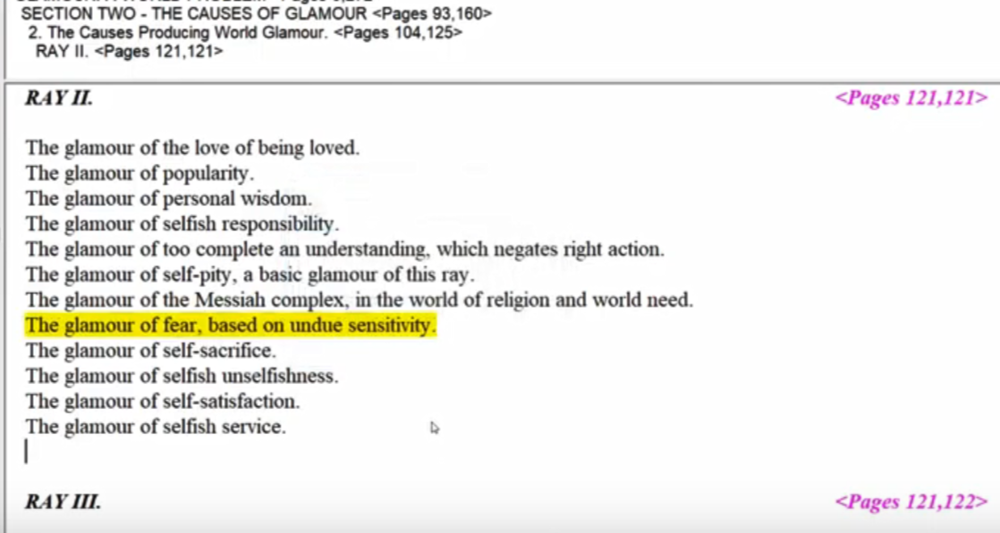 SECTION TWO - THE CAUSES OF GLAMOUR <Pages 93,160>
2. The Causes Producing World Glamour. <Pages 104,125>
RAY II. <Pages 121,121>
RAY II. <Pages 121,121>
The glamour of the love of being loved.
The glamour of popularity.
The glamour of personal wisdom.
The glamour of selfish responsibility.
The glamour of too complete an understanding, which negates right action.
The glamour of self-pity, a basic glamour of this ray.
The glamour of the Messiah complex, in the world of religion and world need.
The glamour of fear, based on undue sensitivity.
The glamour of self-sacrifice.
The glamour of selfish unselfishness.
The glamour of self-satisfaction.
The glamour of selfish service.
RAY III. <Pages 121,122>